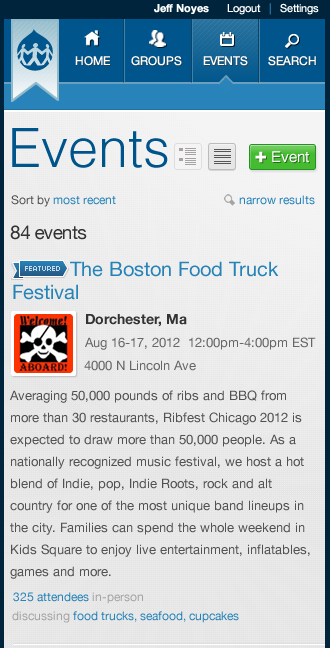 Jeff Noyes Logout | Settings
HOME GROUPS EVENTS SEARCH
Events + Event
Sort by most recent narrow results
84 events
FEATURED The Boston Food Truck
Festival
Welcome!
ABOARD!
Dorchester, Ma
Aug 16-17, 2012 12:00pm-4:00pm EST
4000 N Lincoln Ave
Averaging 50,000 pounds of ribs and BBQ from
more than 30 restaurants, Ribfest Chicago 2012 is
expected to draw more than 50,000 people. As a
nationally recognized music festival, we host a hot
blend of Indie, pop, Indie Roots, rock and alt
country for one of the most unique band lineups in
the city. Families can spend the whole weekend in
Kids Square to enjoy live entertainment, inflatables,
games and more.
325 attendees in-person
discussing food trucks, seafood, cupcakes